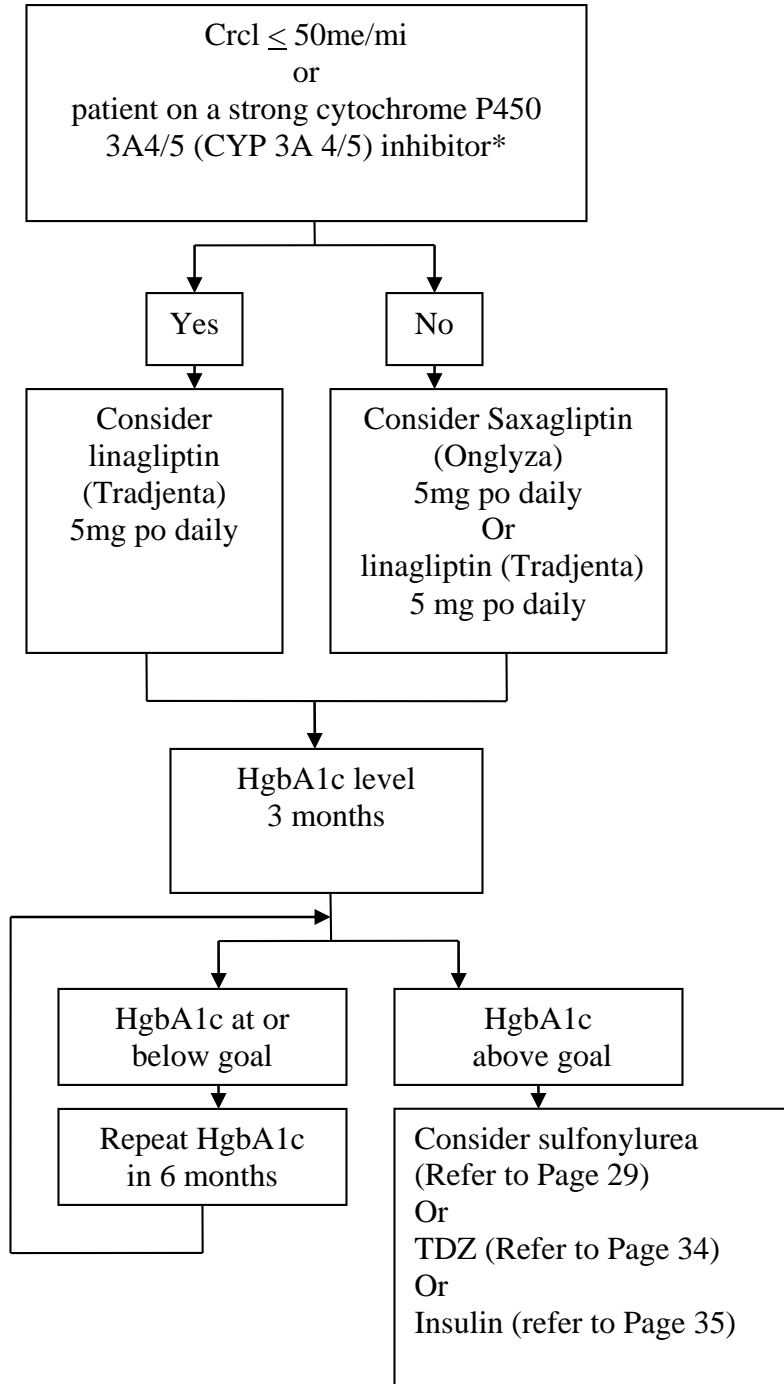 Crcl ≤ 50me/mi
or
patient on a strong cytochrome P450
3A4/5 (CYP 3A 4/5) inhibitor*
Yes
No
Consider
linagliptin
(Tradjenta)
5mg po daily
Consider Saxagliptin
(Onglyza)
5mg po daily
Or
linagliptin (Tradjenta)
5 mg po daily
HgbA1c level
3 months
HgbA1c at or
below goal
HgbA1c
above goal
Repeat HgbA1c
in 6 months
Consider sulfonylurea
(Refer to Page 29)
Or
TDZ (Refer to Page 34)
Or
Insulin (refer to Page 35)